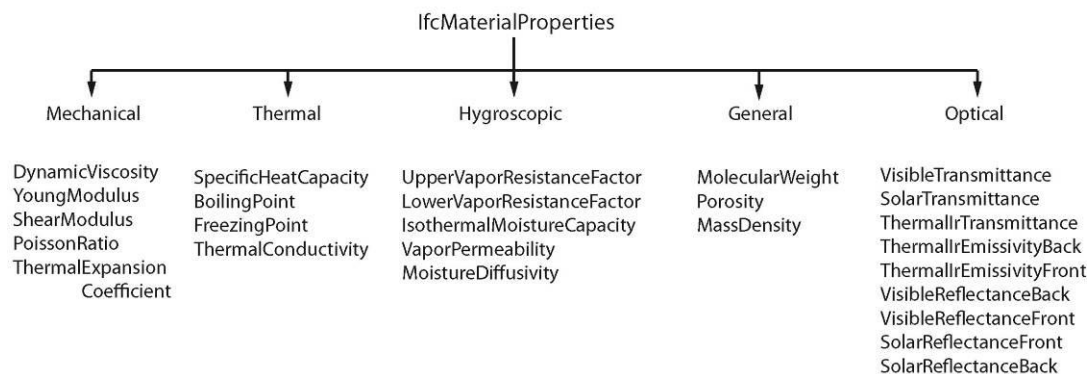 IfcMaterialProperties
Mechanical
Thermal
Hygroscopic
General
Optical
DynamicViscosity
YoungModulus
ShearModulus
PoissonRatio
ThermalExpansion
Coefficient
SpecificHeatCapacity
BoilingPoint
FreezingPoint
ThermalConductivity
UpperVaporResistanceFactor
LowerVaporResistanceFactor
IsothermalMoistureCapacity
VaporPermeability
MoistureDiffusivity
MolecularWeight
Porosity
MassDensity
VisibleTransmittance
SolarTransmittance
ThermalIrTransmittance
ThermalIrEmissivityBack
ThermalIrEmissivityFront
VisibleReflectanceBack
VisibleReflectanceFront
SolarReflectanceFront
SolarReflectanceBack